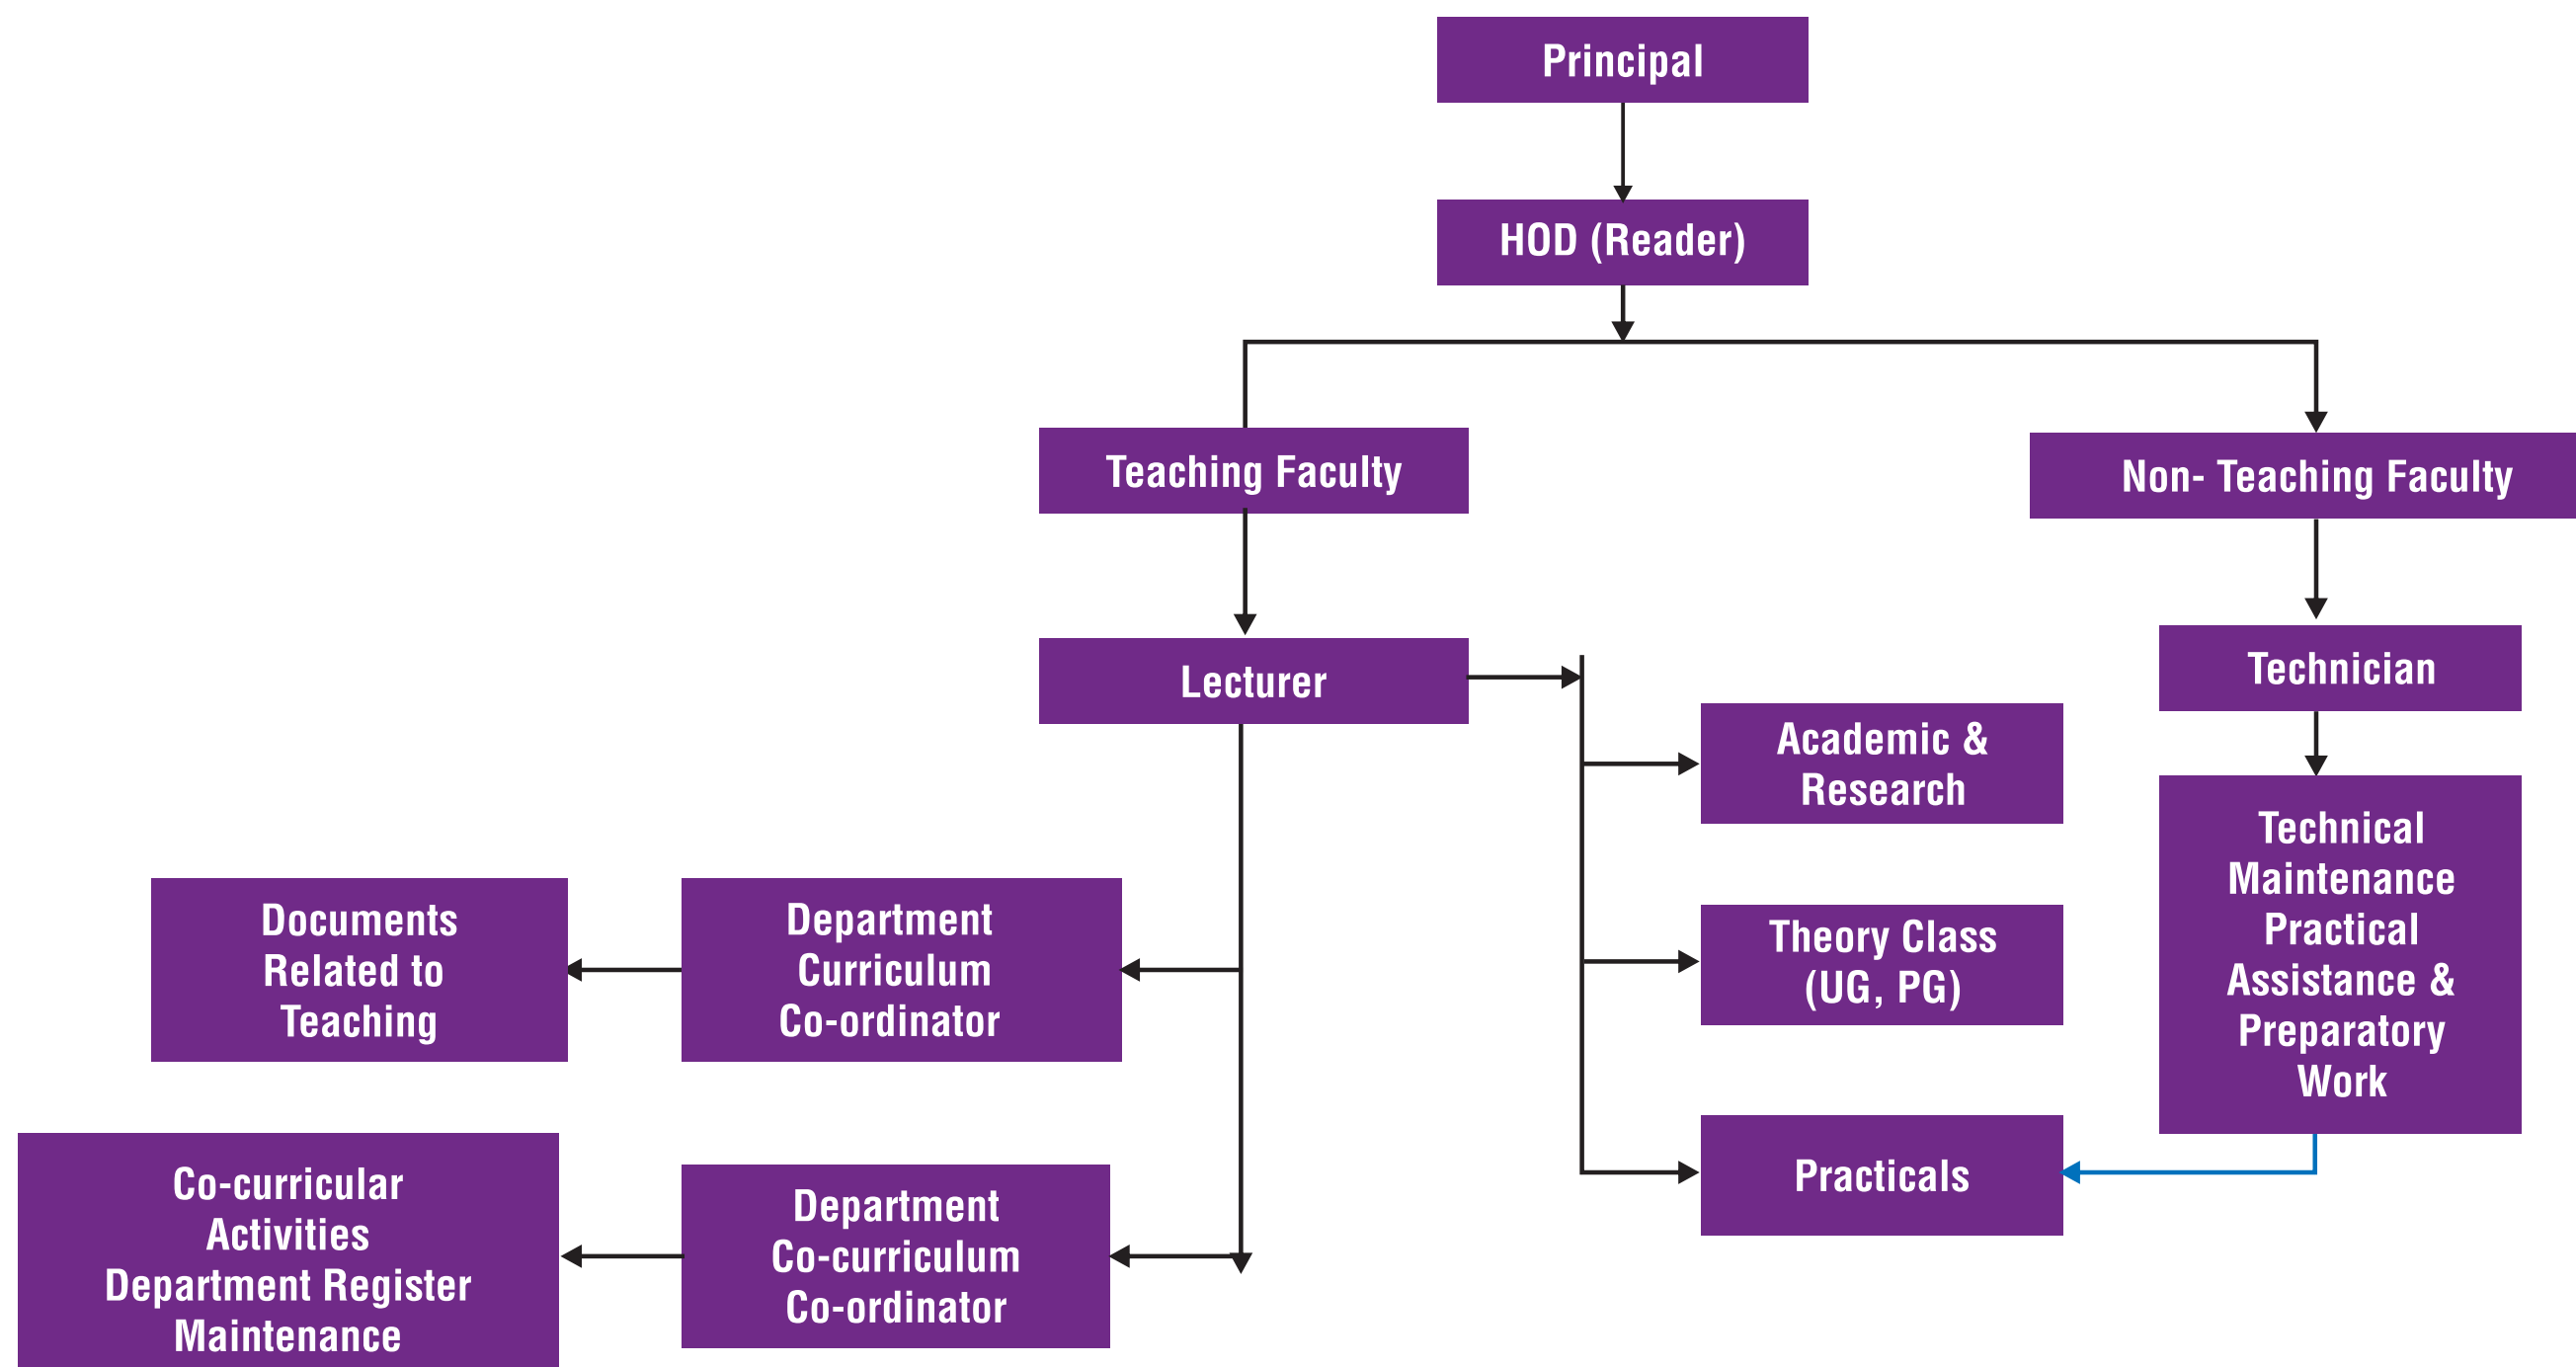 Principal
HOD (Reader)
Teaching Faculty
Non- Teaching Faculty
Lecturer
Technician
Academic &
Research
Technical
Maintenance
Practical
Assistance &
Preparatory
Work
Documents
Related to
Teaching
Department
Curriculum
Co-ordinator
Theory Class
(UG, PG)
Practicals
Co-curricular
Activities
Department Register
Maintenance
Department
Co-curriculum
Co-ordinator